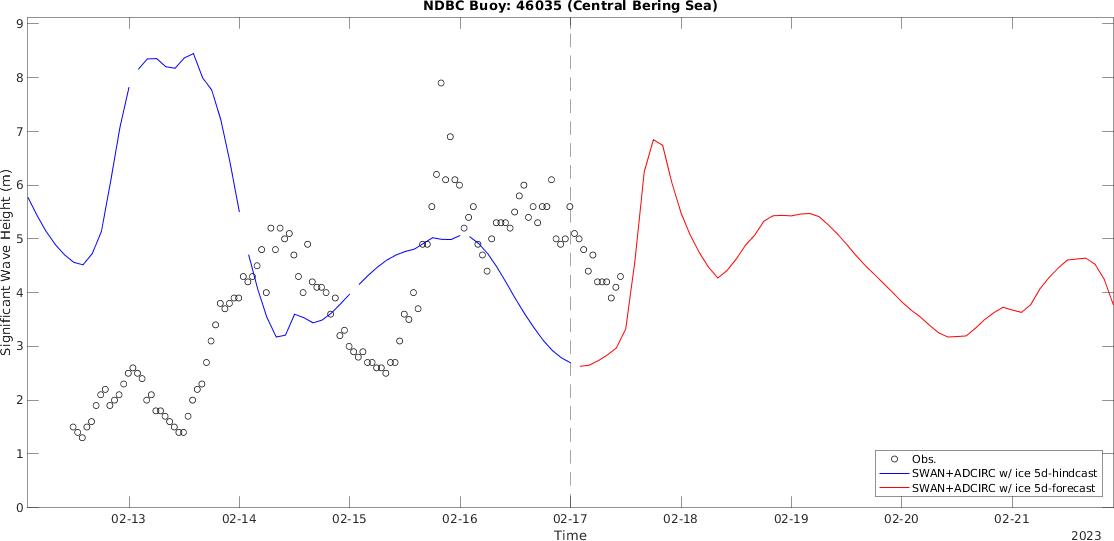 NDBC Buoy: 46035 (Central Bering Sea)
9
8
7
6
5
4
3
2
1
0
Significant Wave Height (m)
Obs.
SWAN+ADCIRC w/ ice 5d-hindcast
SWAN+ADCIRC w/ ice 5d-forecast
02-13 02-14 02-15 02-16 02-17 02-18 02-19 02-20 02-21
Time
2023